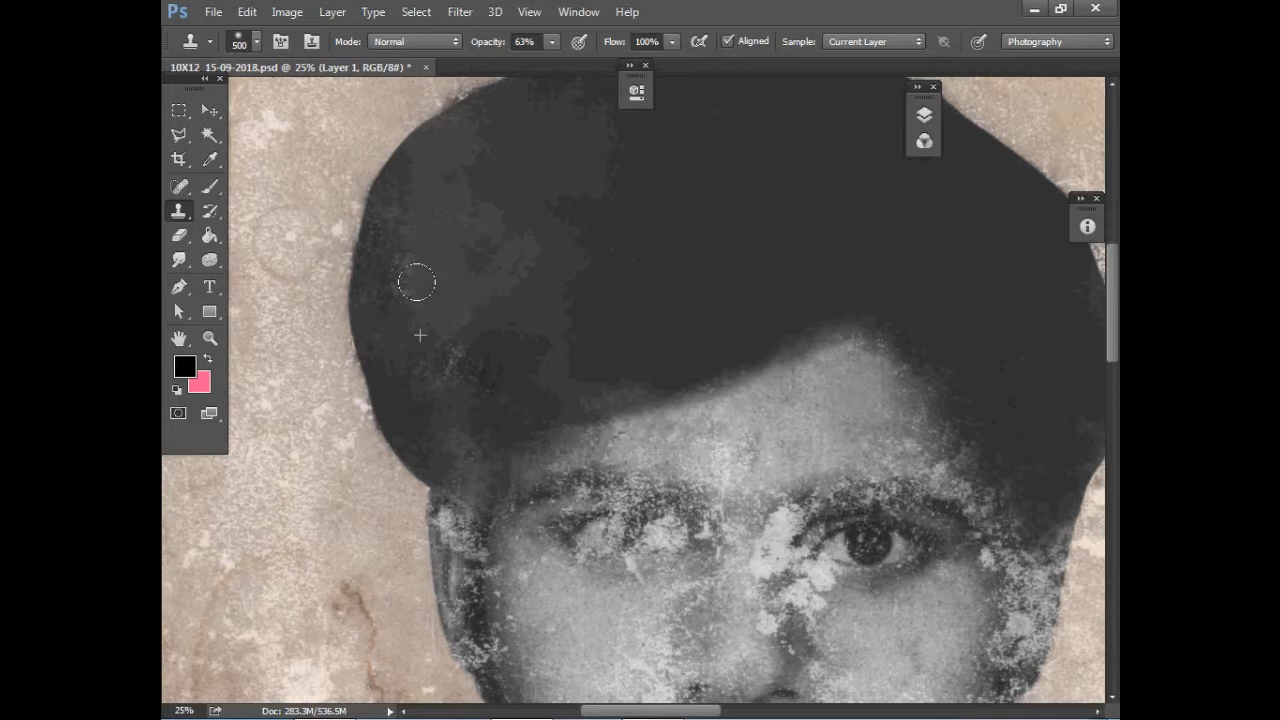 Ps File Edit Image Layer Type Select Filter 3D View Window Help
500 Mode: Normal Opacity: 63% Flow: 100% Aligned Sample: Current Layer Photography
10X12 15-09-2018.psd @ 25% (Layer 1, RGB/8#) *
T
25% Doc: 283.3M/536.5M